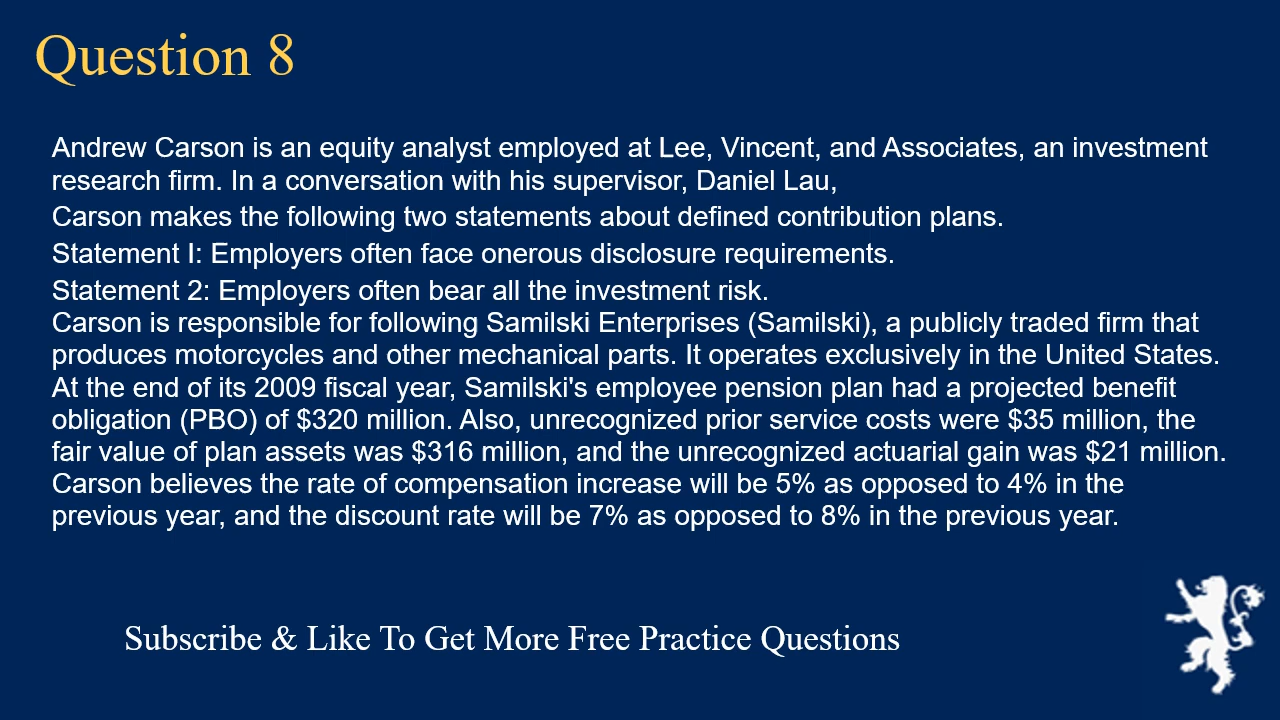 Question 8
Andrew Carson is an equity analyst employed at Lee, Vincent, and Associates, an investment
research firm. In a conversation with his supervisor, Daniel Lau,
Carson makes the following two statements about defined contribution plans.
Statement I: Employers often face onerous disclosure requirements.
Statement 2: Employers often bear all the investment risk.
Carson is responsible for following Samilski Enterprises (Samilski), a publicly traded firm that
produces motorcycles and other mechanical parts. It operates exclusively in the United States.
At the end of its 2009 fiscal year, Samilski's employee pension plan had a projected benefit
obligation (PBO) of $320 million. Also, unrecognized prior service costs were $35 million, the
fair value of plan assets was $316 million, and the unrecognized actuarial gain was $21 million.
Carson believes the rate of compensation increase will be 5% as opposed to 4% in the
previous year, and the discount rate will be 7% as opposed to 8% in the previous year.
Subscribe & Like To Get More Free Practice Questions